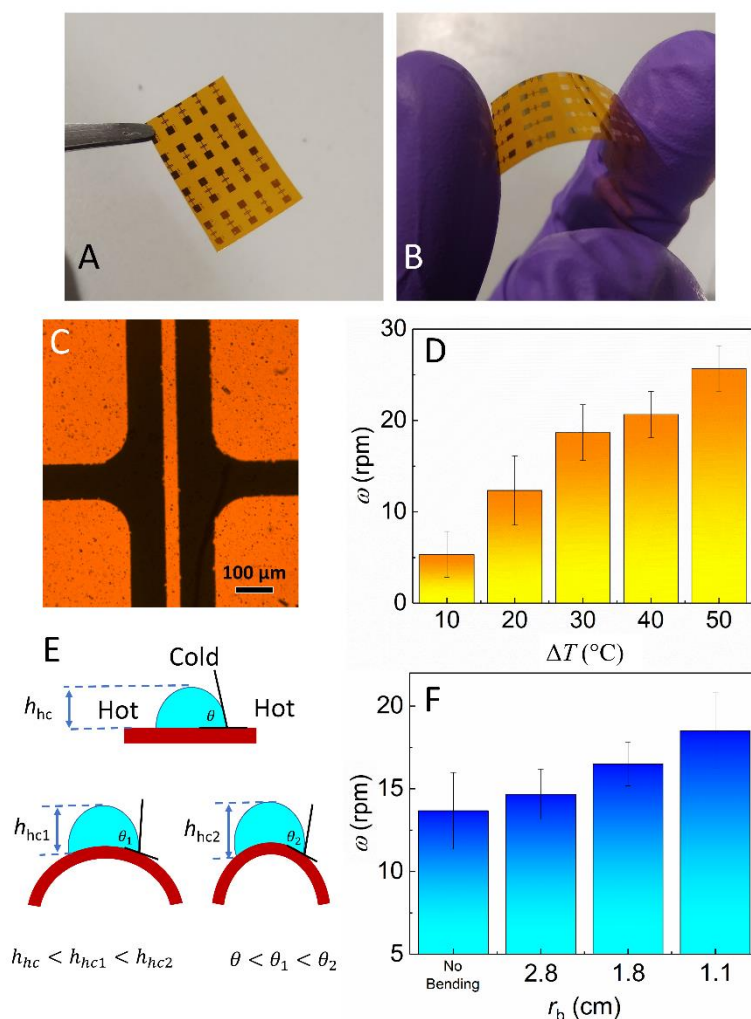 A
B
C
100 μm
D
30
20
10
0
ω (rpm)
10 20 30 40 50
ΔT (°C)
E
Cold
h_hc
Hot
θ
Hot
h_hc1
θ_1
h_hc2
θ_2
h_hc < h_hc1 < h_hc2
θ < θ_1 < θ_2
F
20
15
10
5
ω (rpm)
No
Bending
2.8 1.8 1.1
r_b (cm)